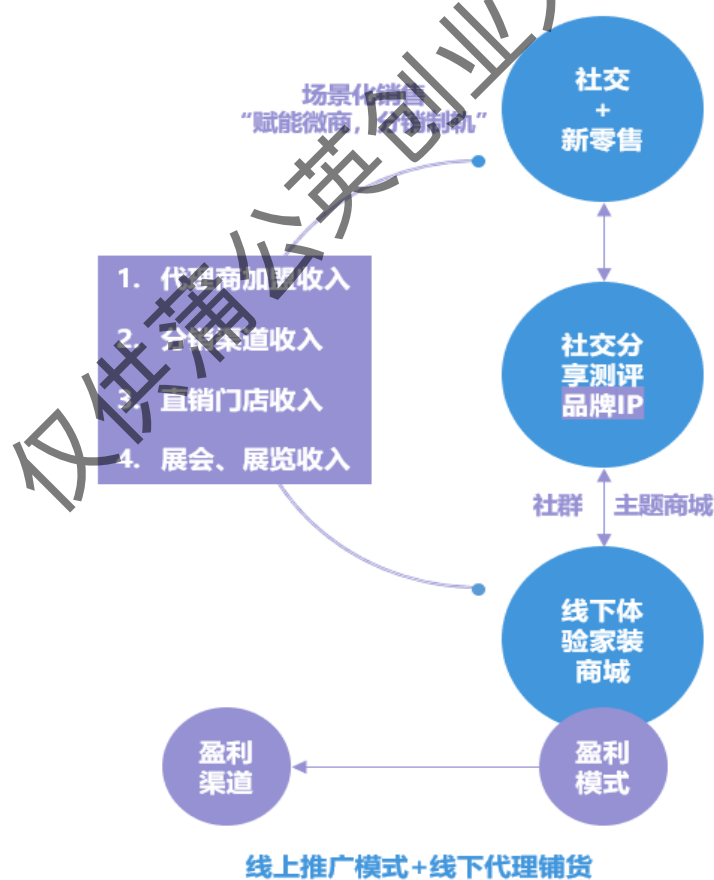 社交
+
新零售
场景化销售
“赋能微商，分销制机”
1. 代理商加盟收入
2. 分销渠道收入
3. 直销门店收入
4. 展会、展览收入
社交分
享测评
品牌IP
社群 主题商城
线下体
验家装
商城
盈利
渠道
盈利
模式
线上推广模式+线下代理铺货
仅供蒲公英创业